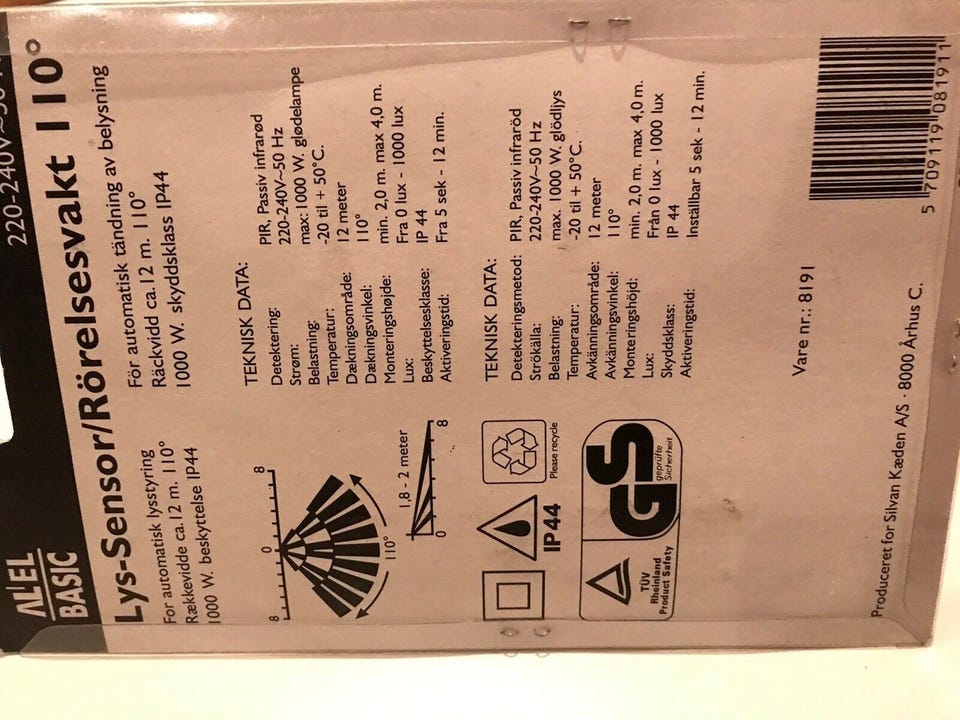 AL'EL
BASIC
220-240V~50
Lys-Sensor/Rörelsesvakt 110°
For automatisk lysstyring
Rækkevidde ca.12 m. 110°
1000 W. beskyttelse IP44
För automatisk tändning av belysning
Räckvidd ca.12 m. 110°
1000 W. skyddsklass IP44
8 0 8
110°
1,8 - 2 meter
0 8
TEKNISK DATA:
Detektering: PIR, Passiv infrarød
Strøm: 220-240V~50 Hz
Belastning: max:1000 W. glødelampe
Temperatur: -20 til + 50°C.
Dækningsområde: 12 meter
Dækningsvinkel: 110°
Monteringshøjde: min. 2,0 m. max 4,0 m.
Lux: Fra 0 lux - 1000 lux
Beskyttelsesklasse: IP 44
Aktiveringstid: Fra 5 sek - 12 min.
IP44
Please recycle
TÜV
Rheinland
Product Safety
GS
geprüfte
Sicherheit
TEKNISK DATA:
Detekteringsmetod: PIR, Passiv infraröd
Strökälla: 220-240V~50 Hz
Belastning: max. 1000 W. glödljys
Temperatur: -20 til + 50°C.
Avkänningsområde: 12 meter
Avkänningsvinkel: 110°
Monteringshöjd: min. 2,0 m. max 4,0 m.
Lux: Från 0 lux - 1000 lux
Skyddsklass: IP 44
Aktiveringstid: Inställbar 5 sek - 12 min.
Vare nr.: 8191
5 709119 081911
Produceret for Silvan Kæden A/S · 8000 Århus C.